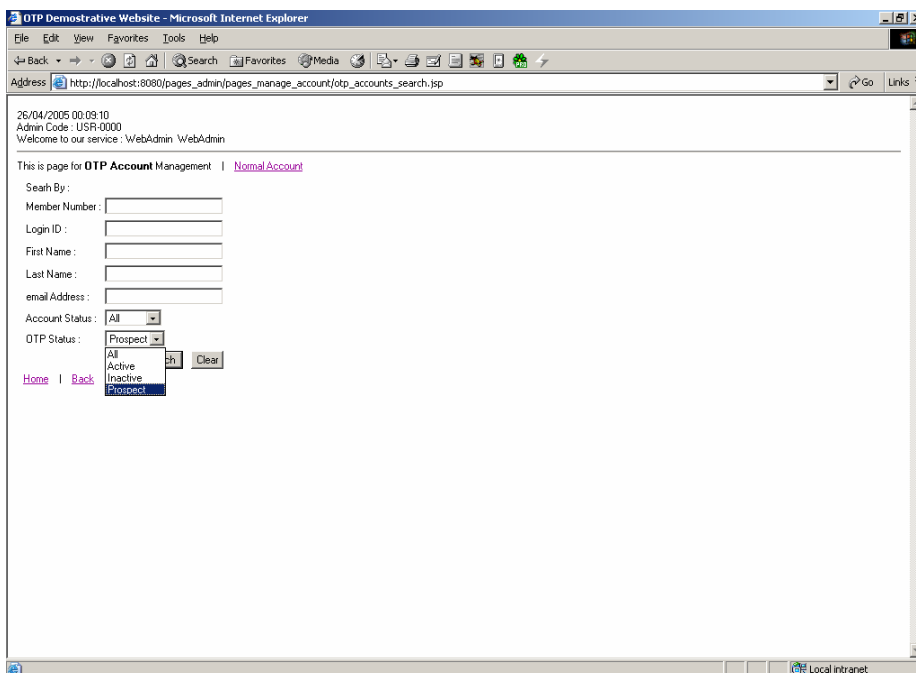 OTP Demostrative Website - Microsoft Internet Explorer
File Edit View Favorites Tools Help
Back Search Favorites Media
Address http://localhost:8080/pages_admin/pages_manage_account/otp_accounts_search.jsp Go Links
26/04/2005 00:09:10
Admin Code : USR-0000
Welcome to our service : WebAdmin WebAdmin
This is page for OTP Account Management | Normal Account
Searh By :
Member Number :
Login ID :
First Name :
Last Name :
email Address :
Account Status : All
OTP Status : Prospect
All
Active
Inactive
Prospect
ch Clear
Home | Back
Local intranet